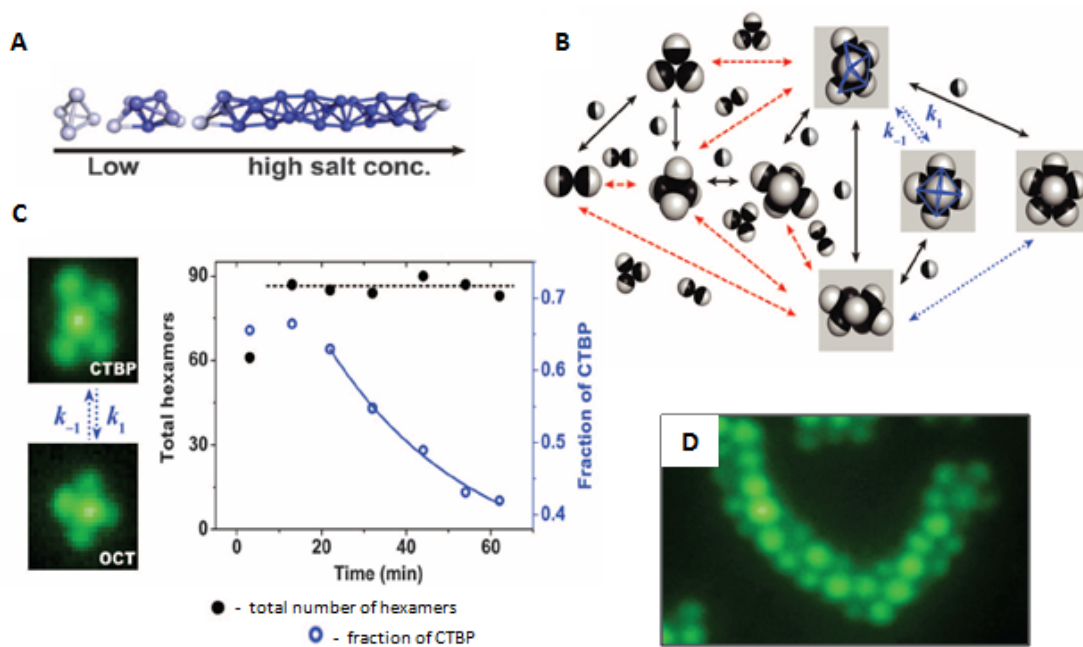 A
Low
high salt conc.
B
k₋₁
k₁
C
CTBP
k₋₁
k₁
OCT
Total hexamers
90
60
30
0
0
20
40
60
Time (min)
0.7
0.6
0.5
0.4
Fraction of CTBP
● - total number of hexamers
o - fraction of CTBP
D